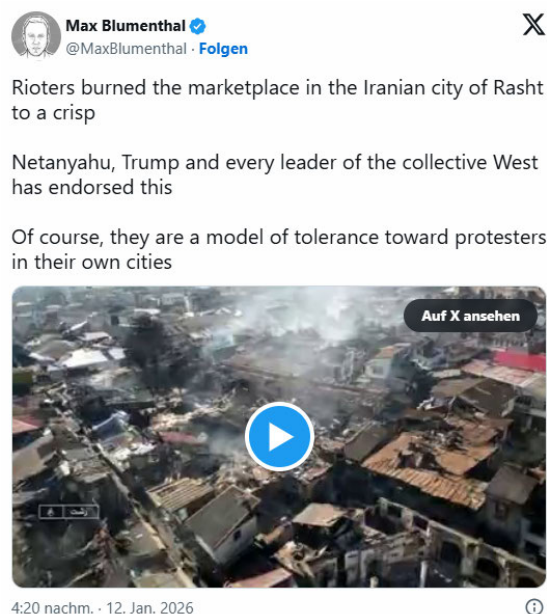 Max Blumenthal
@MaxBlumenthal · Folgen
Rioters burned the marketplace in the Iranian city of Rasht
to a crisp
Netanyahu, Trump and every leader of the collective West
has endorsed this
Of course, they are a model of tolerance toward protesters
in their own cities
Auf X ansehen
رشت
4:20 nachm. · 12. Jan. 2026